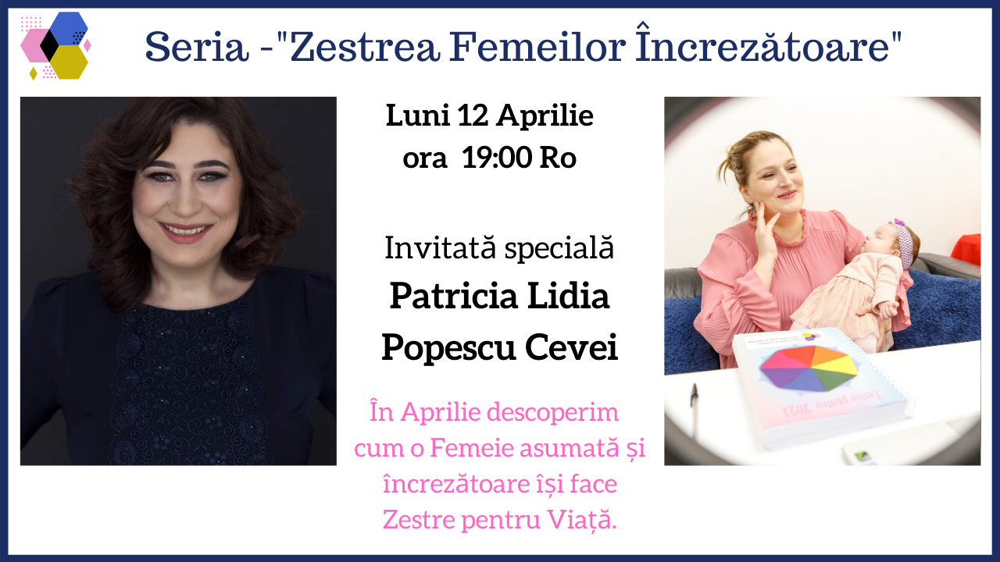 Seria -"Zestrea Femeilor Încrezătoare"
Luni 12 Aprilie
ora 19:00 Ro
Invitată specială
Patricia Lidia
Popescu Cevei
În Aprilie descoperim
cum o Femeie asumată și
încrezătoare își face
Zestre pentru Viață.
Zestre pentru 2021